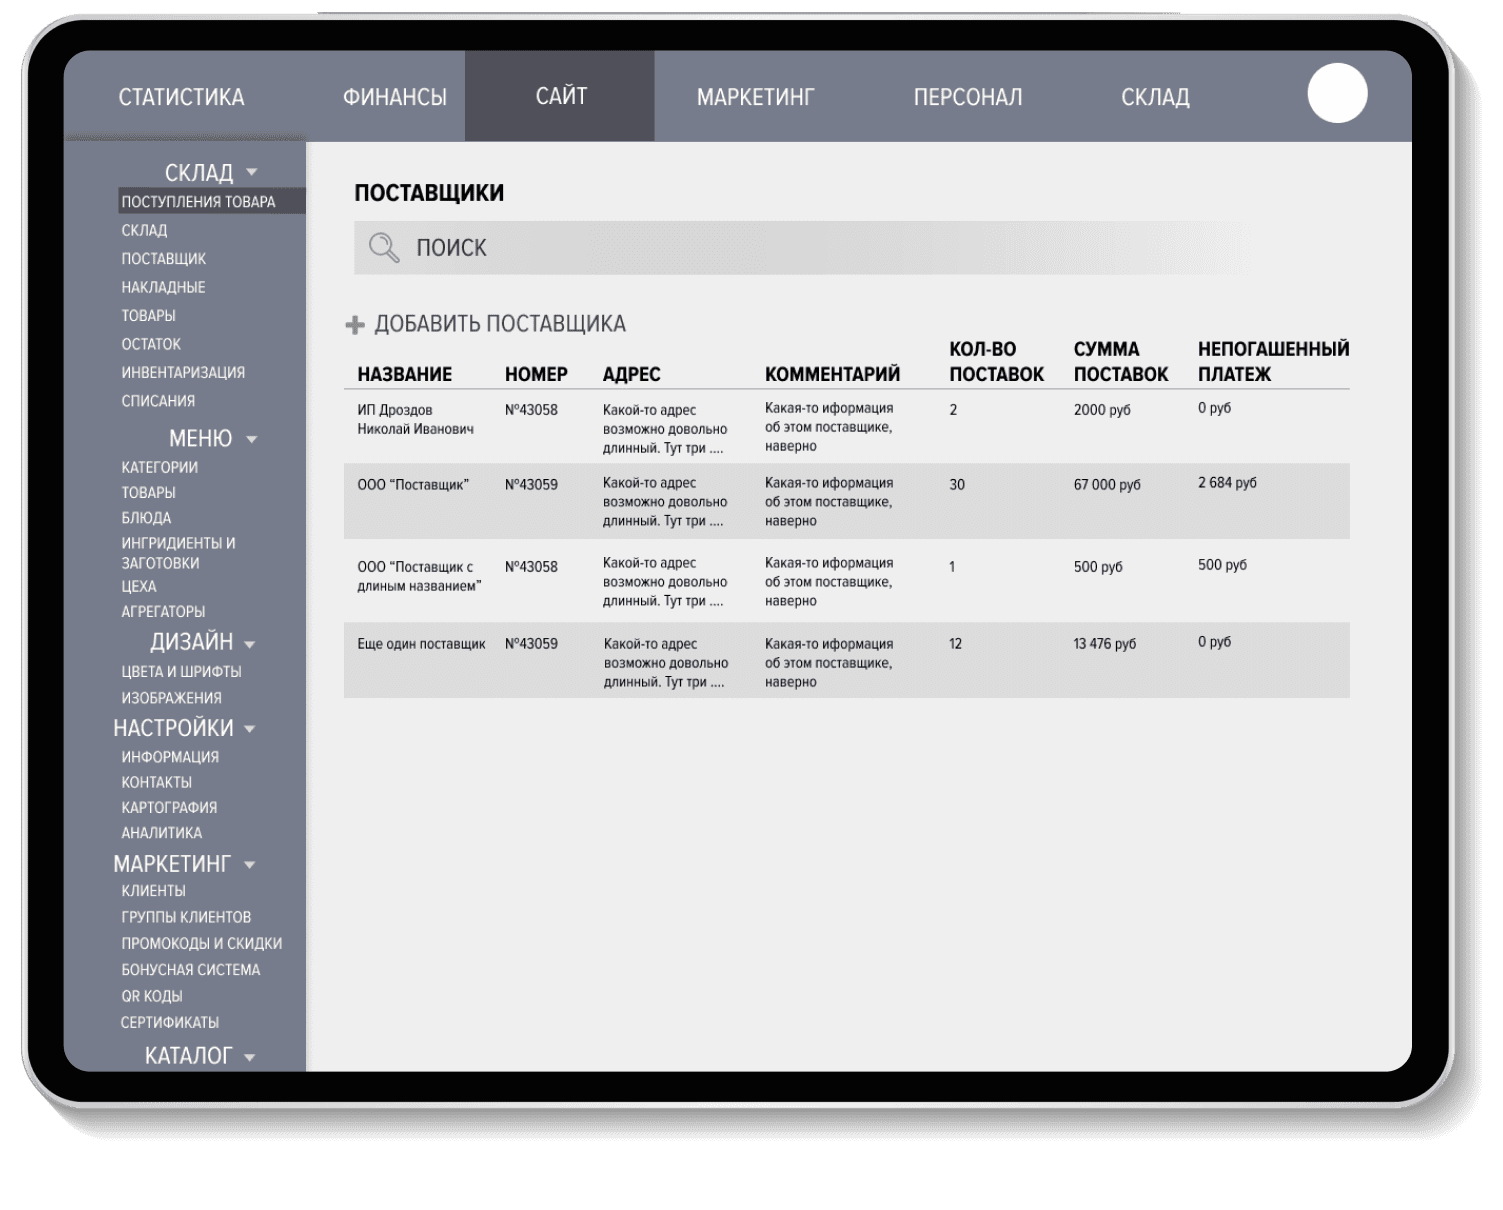 СТАТИСТИКА ФИНАНСЫ САЙТ МАРКЕТИНГ ПЕРСОНАЛ СКЛАД
СКЛАД
ПОСТУПЛЕНИЯ ТОВАРА
СКЛАД
ПОСТАВЩИК
НАКЛАДНЫЕ
ТОВАРЫ
ОСТАТОК
ИНВЕНТАРИЗАЦИЯ
СПИСАНИЯ
МЕНЮ
КАТЕГОРИИ
ТОВАРЫ
БЛЮДА
ИНГРИДИЕНТЫ И
ЗАГОТОВКИ
ЦЕХА
АГРЕГАТОРЫ
ДИЗАЙН
ЦВЕТА И ШРИФТЫ
ИЗОБРАЖЕНИЯ
НАСТРОЙКИ
ИНФОРМАЦИЯ
КОНТАКТЫ
КАРТОГРАФИЯ
АНАЛИТИКА
МАРКЕТИНГ
КЛИЕНТЫ
ГРУППЫ КЛИЕНТОВ
ПРОМОКОДЫ И СКИДКИ
БОНУСНАЯ СИСТЕМА
QR КОДЫ
СЕРТИФИКАТЫ
КАТАЛОГ
ПОСТАВЩИКИ
ПОИСК
ДОБАВИТЬ ПОСТАВЩИКА
КОЛ-ВО СУММА НЕПОГАШЕННЫЙ
НАЗВАНИЕ НОМЕР АДРЕС КОММЕНТАРИЙ ПОСТАВОК ПОСТАВОК ПЛАТЕЖ
ИП Дроздов №43058 Какой-то адрес Какая-то иформация 2 2000 руб 0 руб
Николай Иванович возможно довольно об этом поставщике,
длинный. Тут три .... наверно
ООО “Поставщик” №43059 Какой-то адрес Какая-то иформация 30 67 000 руб 2 684 руб
возможно довольно об этом поставщике,
длинный. Тут три .... наверно
ООО “Поставщик с №43058 Какой-то адрес Какая-то иформация 1 500 руб 500 руб
длиным названием” возможно довольно об этом поставщике,
длинный. Тут три .... наверно
Еще один поставщик №43059 Какой-то адрес Какая-то иформация 12 13 476 руб 0 руб
возможно довольно об этом поставщике,
длинный. Тут три .... наверно